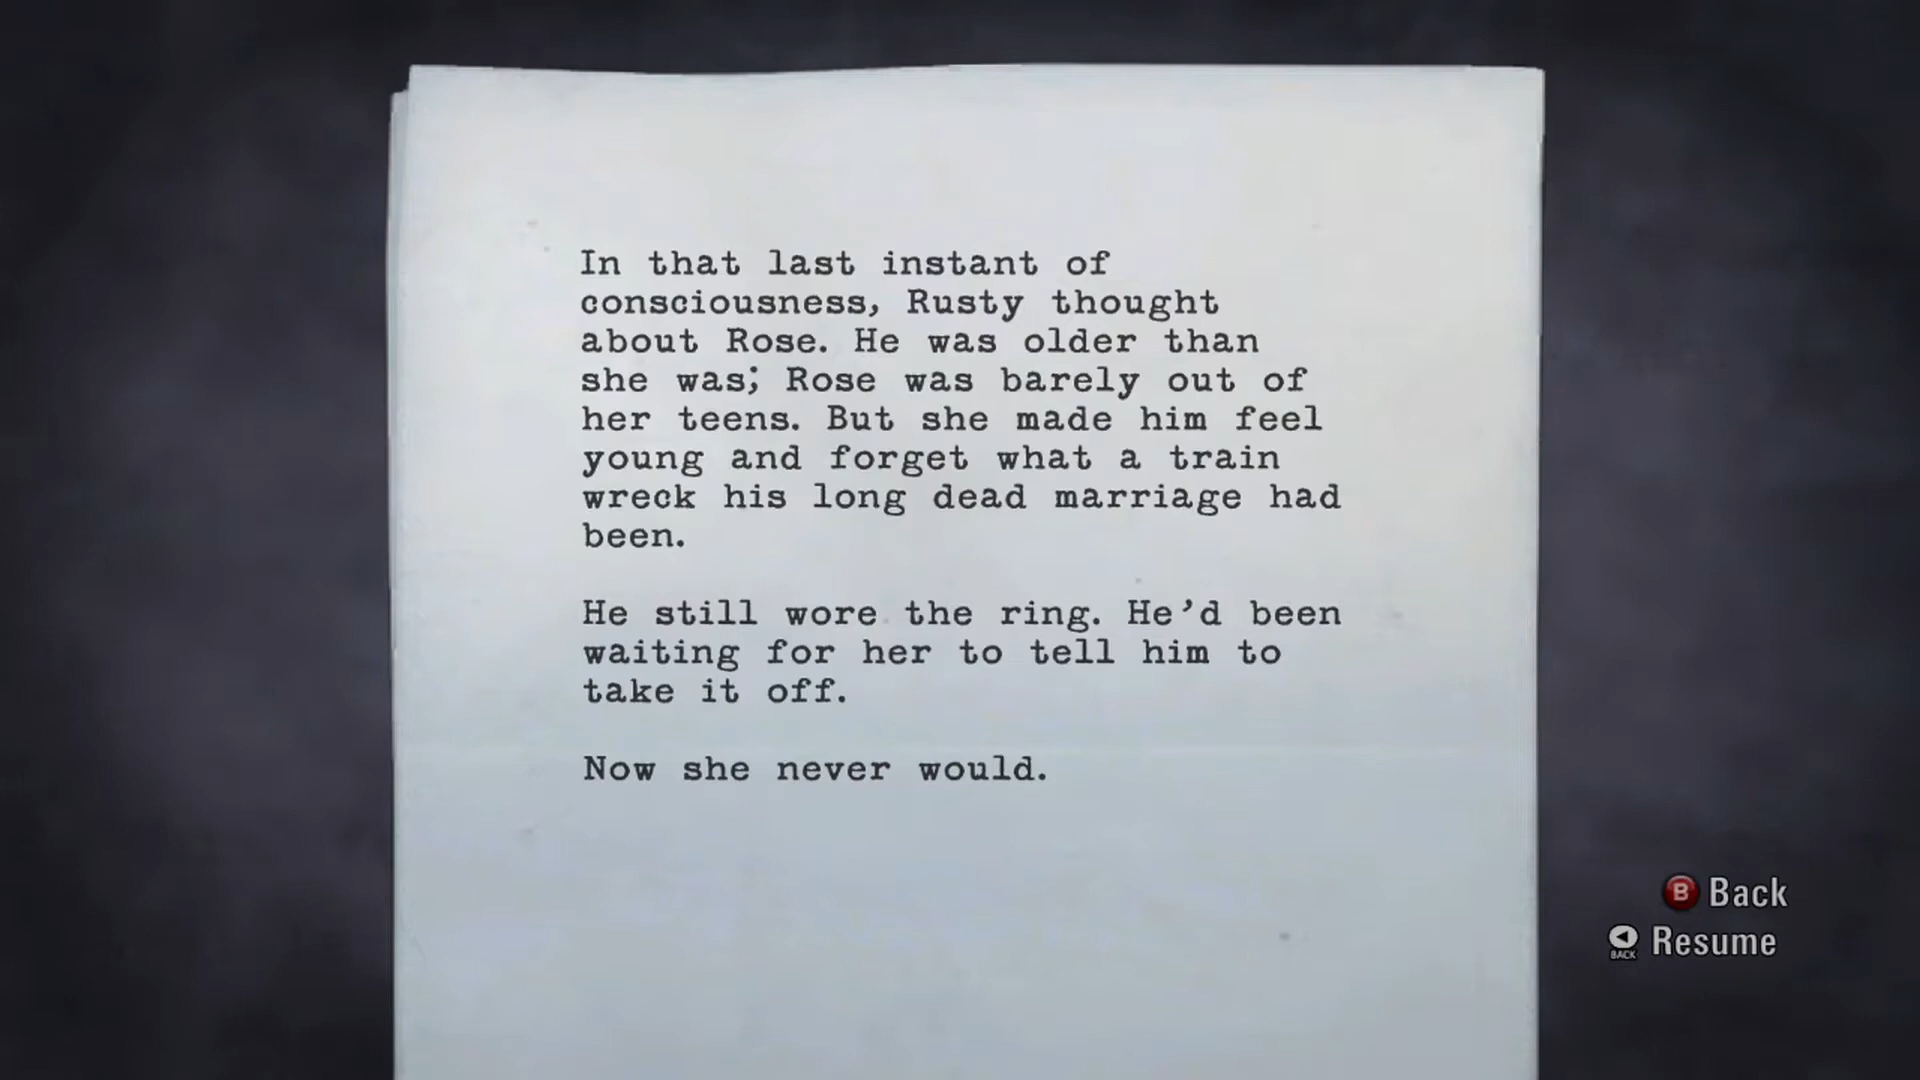 In that last instant of
consciousness, Rusty thought
about Rose. He was older than
she was; Rose was barely out of
her teens. But she made him feel
young and forget what a train
wreck his long dead marriage had
been.
He still wore the ring. He'd been
waiting for her to tell him to
take it off.
Now she never would.
B Back
BACK Resume